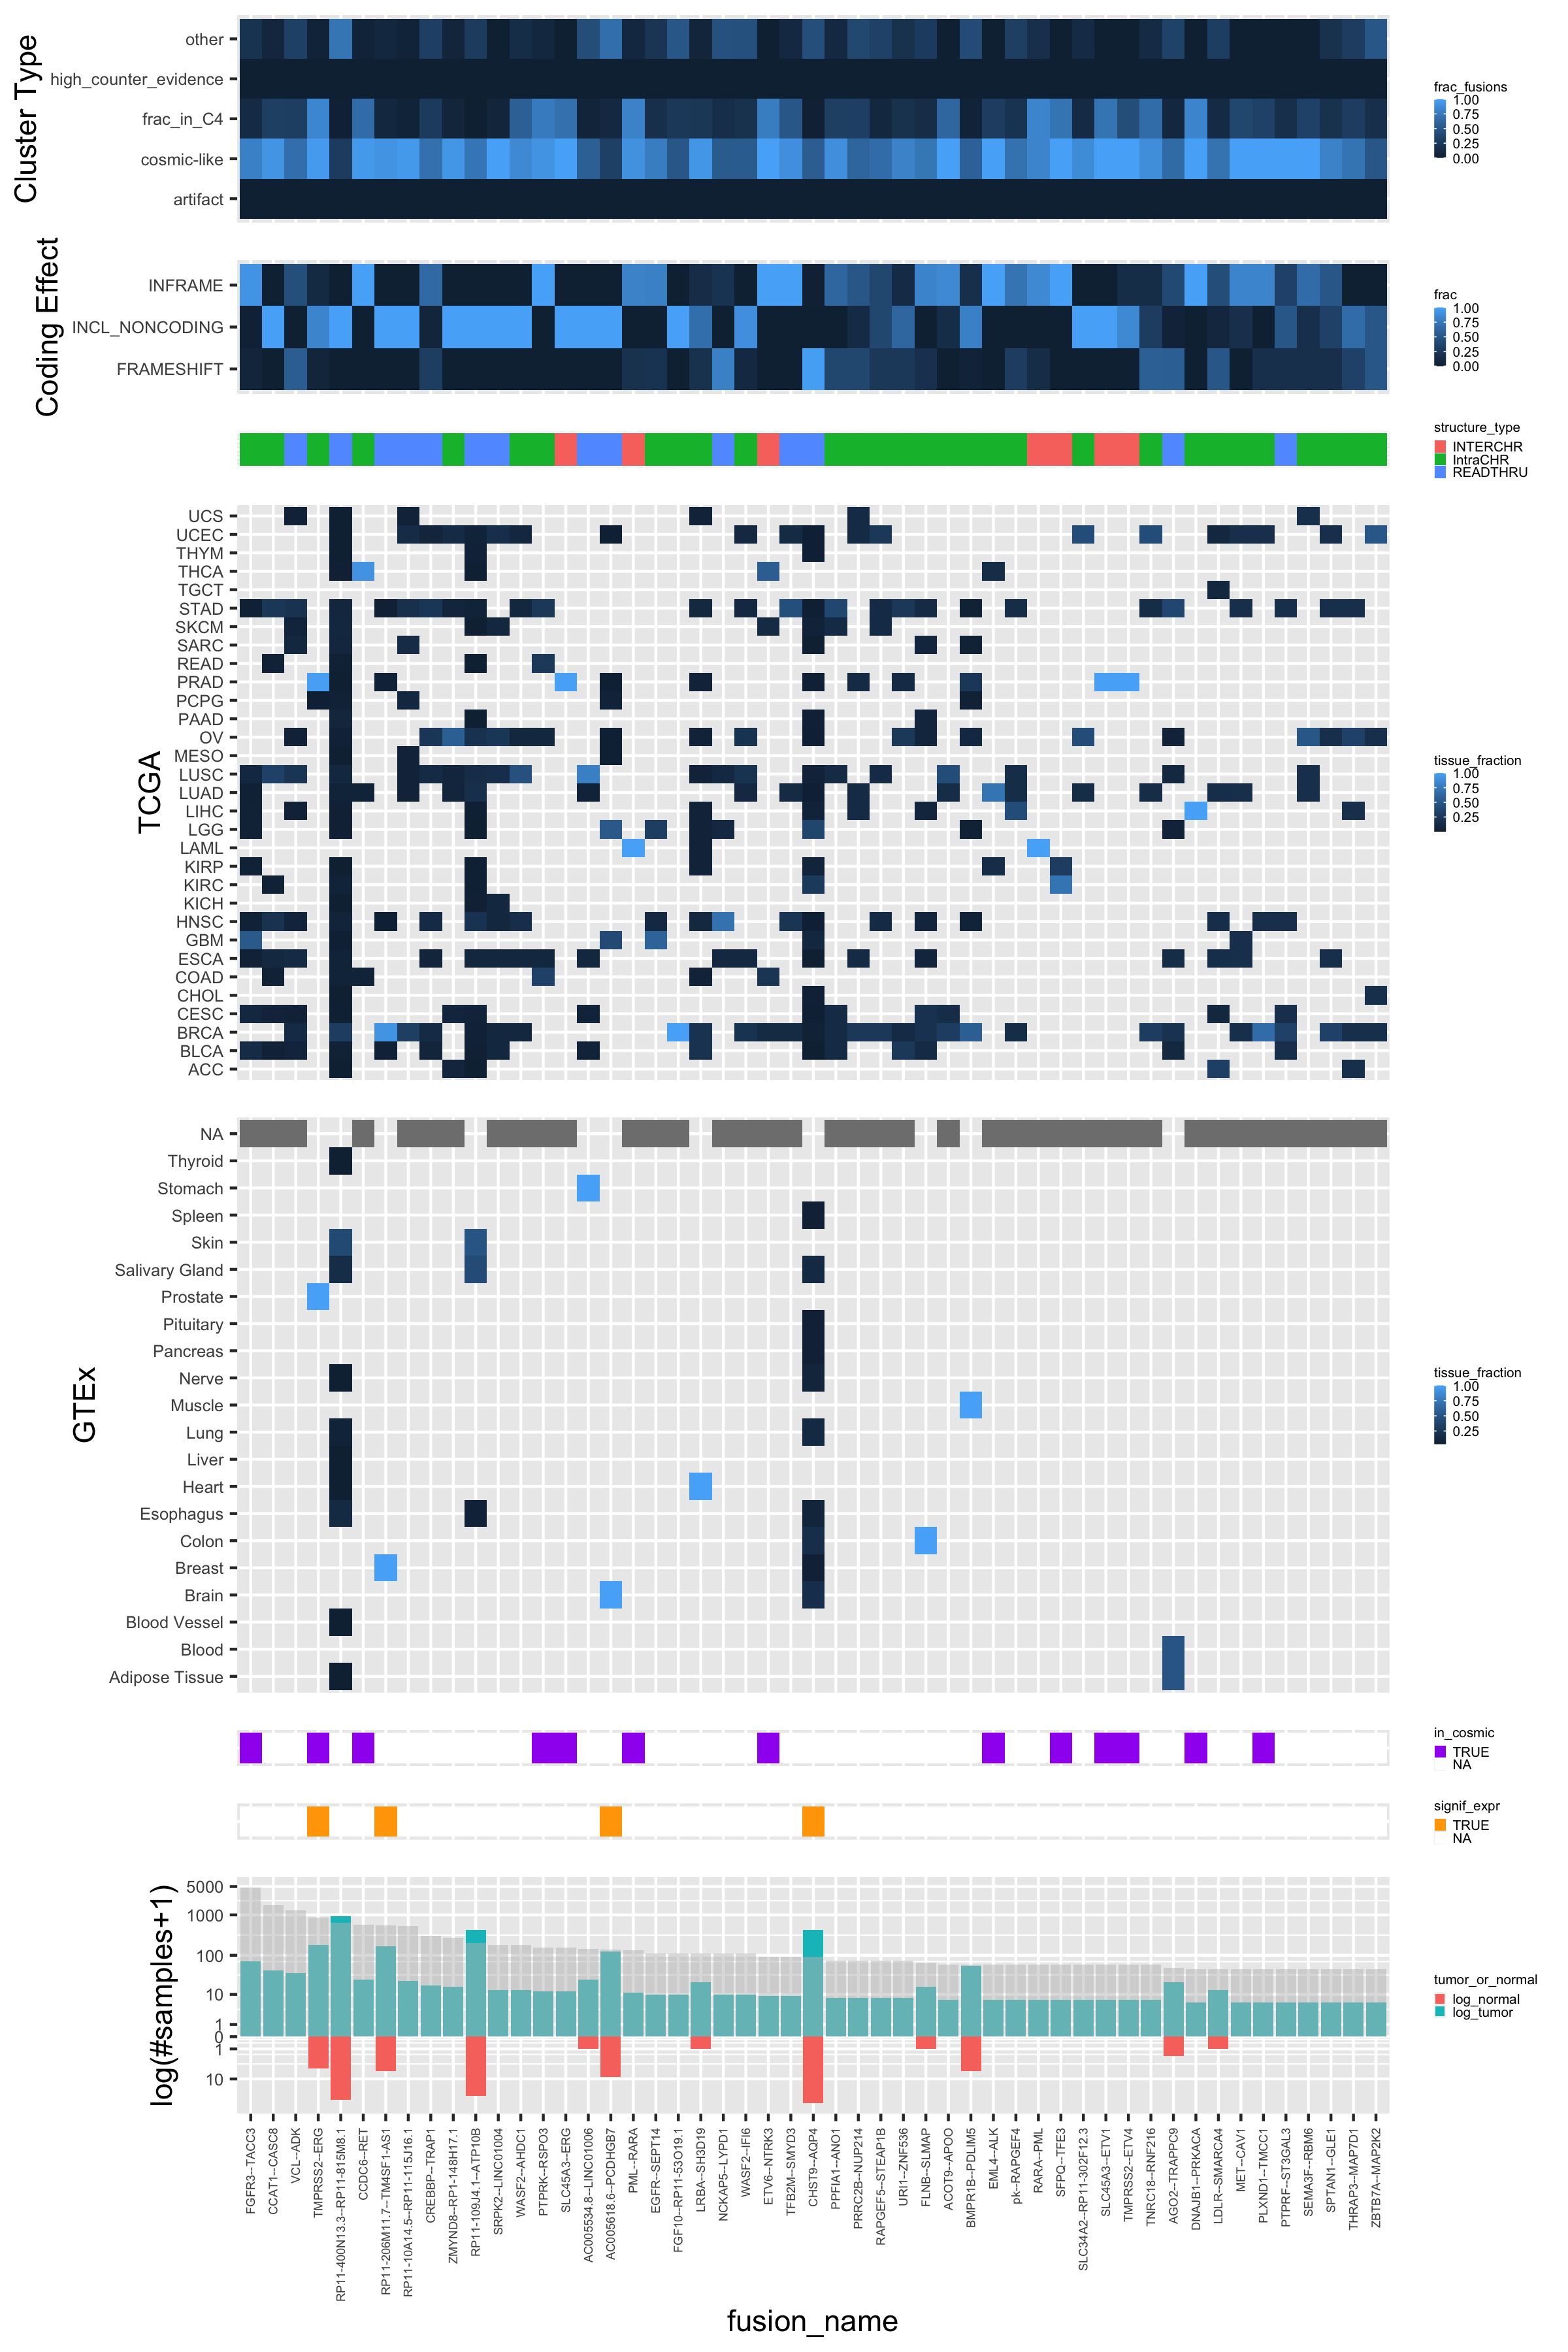 Cluster Type
other
high_counter_evidence
frac_in_C4
cosmic-like
artifact
frac_fusions
1.00
0.75
0.50
0.25
0.00
Coding Effect
INFRAME
INCL_NONCODING
FRAMESHIFT
frac
1.00
0.75
0.50
0.25
0.00
structure_type
INTERCHR
IntraCHR
READTHRU
TCGA
UCS
UCEC
THYM
THCA
TGCT
STAD
SKCM
SARC
READ
PRAD
PCPG
PAAD
OV
MESO
LUSC
LUAD
LIHC
LGG
LAML
KIRP
KIRC
KICH
HNSC
GBM
ESCA
COAD
CHOL
CESC
BRCA
BLCA
ACC
tissue_fraction
1.00
0.75
0.50
0.25
GTEx
NA
Thyroid
Stomach
Spleen
Skin
Salivary Gland
Prostate
Pituitary
Pancreas
Nerve
Muscle
Lung
Liver
Heart
Esophagus
Colon
Breast
Brain
Blood Vessel
Blood
Adipose Tissue
tissue_fraction
1.00
0.75
0.50
0.25
in_cosmic
TRUE
NA
signif_expr
TRUE
NA
log(#samples+1)
5000
1000
100
10
1
0
1
10
tumor_or_normal
log_normal
log_tumor
FGFR3--TACC3
CCAT1--CASC8
VCL--ADK
TMPRSS2--ERG
RP11-400N13.3--RP11-815M8.1
CCDC6--RET
RP11-206M11.7--TM4SF1-AS1
RP11-10A14.5--RP11-115J16.1
CREBBP--TRAP1
ZMYND8--RP1-148H17.1
RP11-109J4.1--ATP10B
SRPK2--LINC01004
WASF2--AHDC1
PTPRK--RSPO3
SLC45A3--ERG
AC005534.8--LINC01006
AC005618.6--PCDHGB7
PML--RARA
EGFR--SEPT14
FGF10--RP11-53O19.1
LRBA--SH3D19
NCKAP5--LYPD1
WASF2--IFI6
ETV6--NTRK3
TFB2M--SMYD3
CHST9--AQP4
PPFIA1--ANO1
PRRC2B--NUP214
RAPGEF5--STEAP1B
URI1--ZNF536
FLNB--SLMAP
ACOT9--APOO
BMPR1B--PDLIM5
EML4--ALK
pk--RAPGEF4
RARA--PML
SFPQ--TFE3
SLC34A2--RP11-302F12.3
SLC45A3--ETV1
TMPRSS2--ETV4
TNRC18--RNF216
AGO2--TRAPPC9
DNAJB1--PRKACA
LDLR--SMARCA4
MET--CAV1
PLXND1--TMCC1
PTPRF--ST3GAL3
SEMA3F--RBM6
SPTAN1--GLE1
THRAP3--MAP7D1
ZBTB7A--MAP2K2
fusion_name